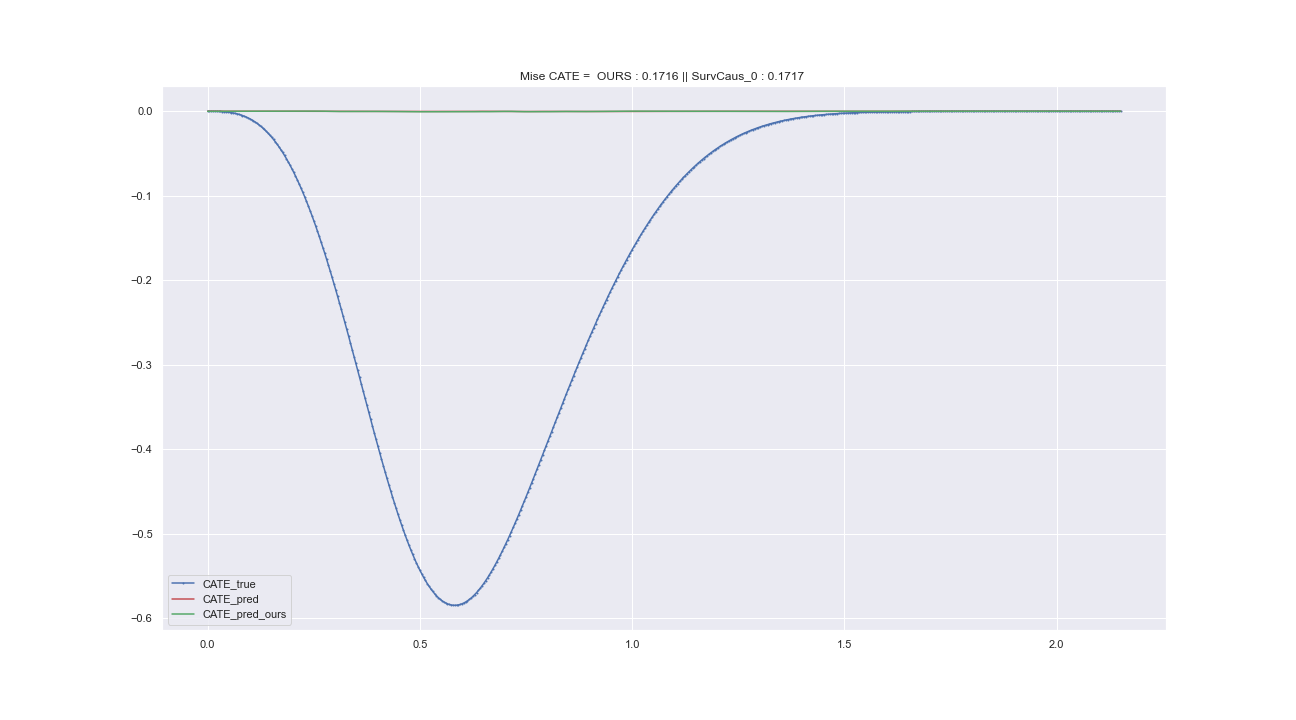 Mise CATE =  OURS : 0.1716 || SurvCaus_0 : 0.1717
0.0
−0.1
−0.2
−0.3
−0.4
−0.5
−0.6
CATE_true
CATE_pred
CATE_pred_ours
0.0 0.5 1.0 1.5 2.0